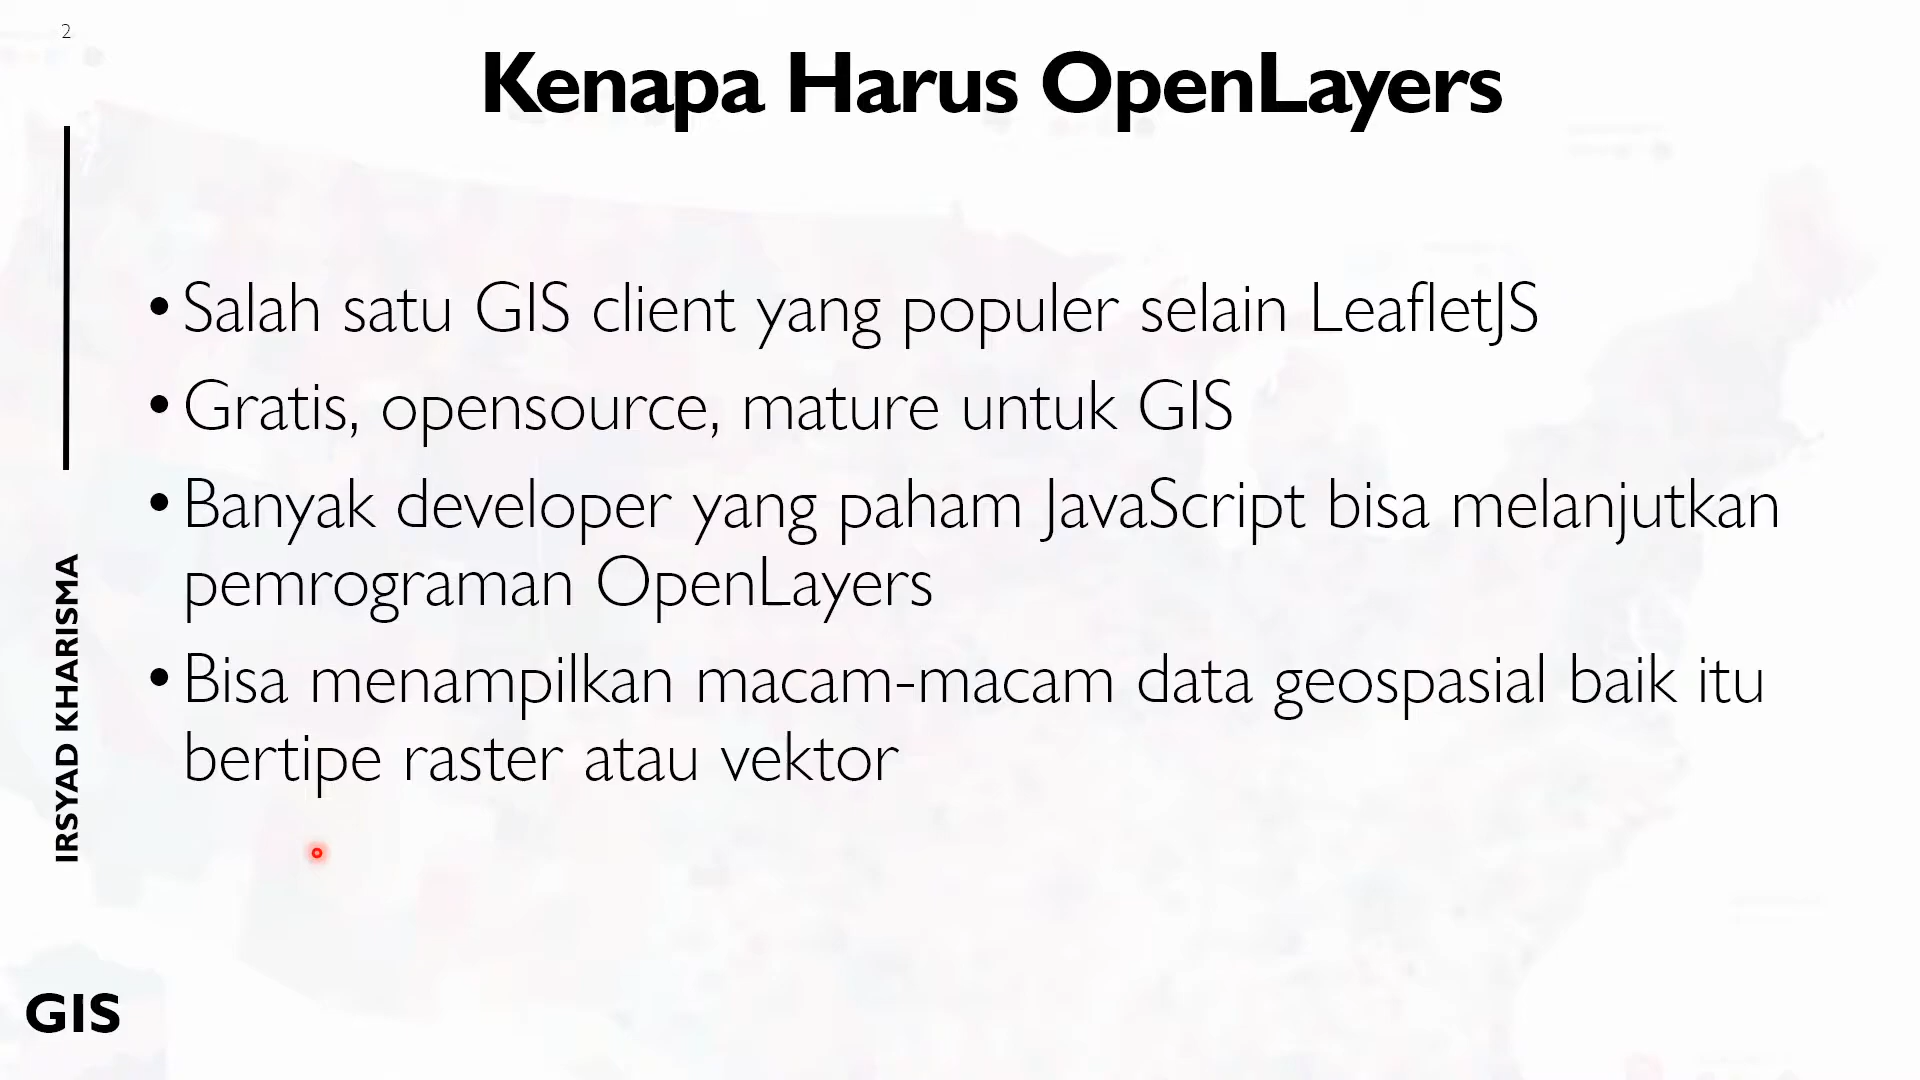 2
Kenapa Harus OpenLayers
• Salah satu GIS client yang populer selain LeafletJS
• Gratis, opensource, mature untuk GIS
• Banyak developer yang paham JavaScript bisa melanjutkan
pemrograman OpenLayers
• Bisa menampilkan macam-macam data geospasial baik itu
bertipe raster atau vektor
IRSYAD KHARISMA
GIS